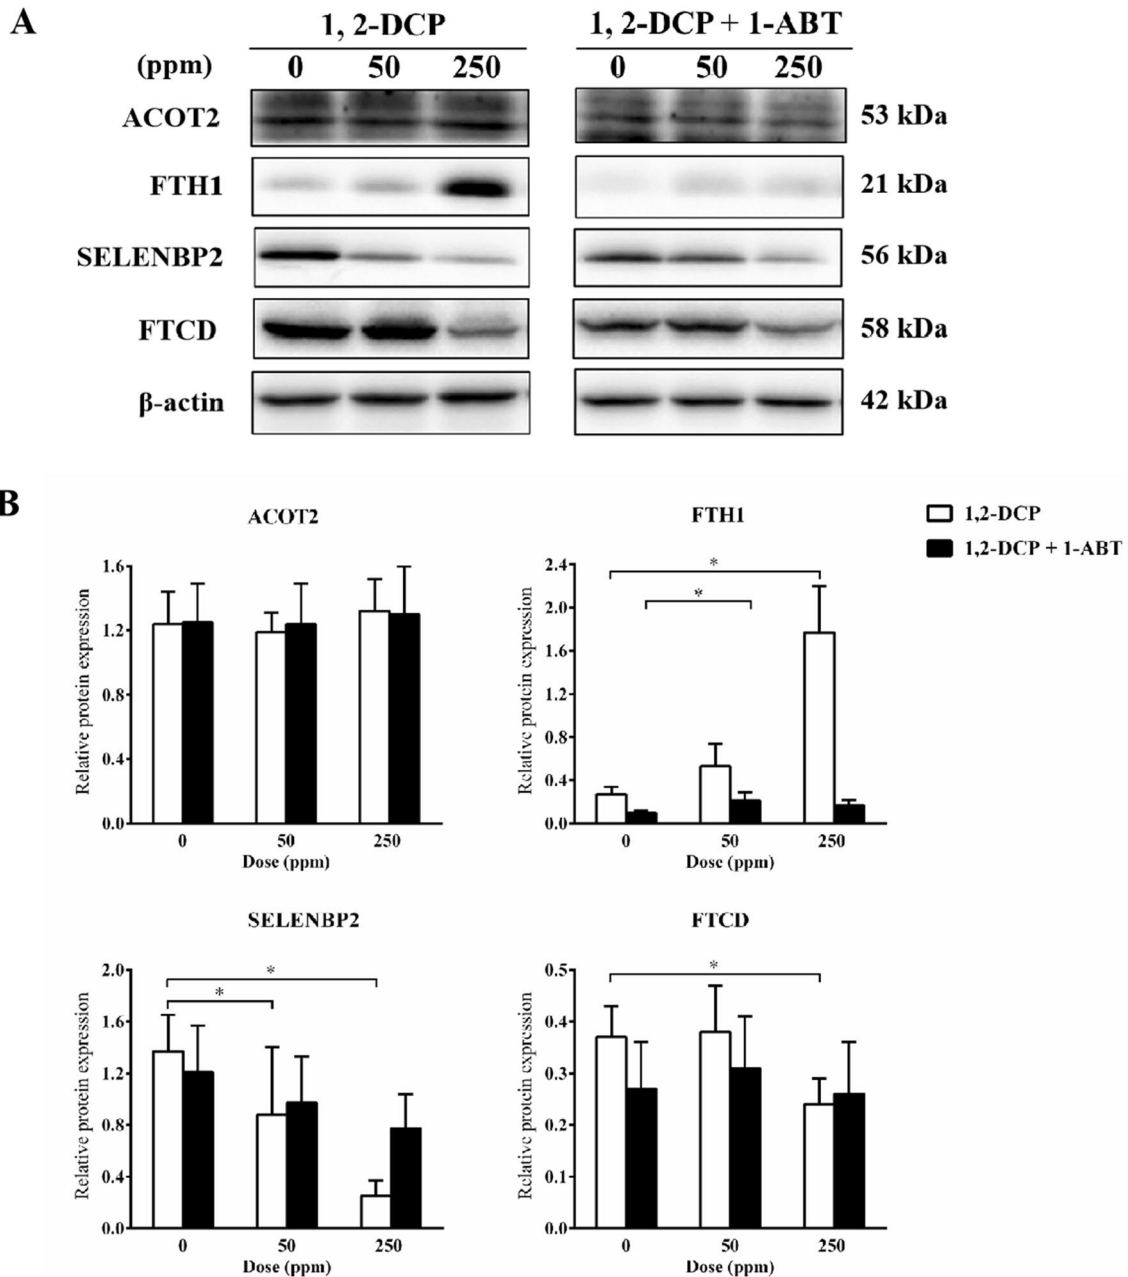 A
1, 2-DCP 1, 2-DCP + 1-ABT
(ppm) 0 50 250 0 50 250
ACOT2 53 kDa
FTH1 21 kDa
SELENBP2 56 kDa
FTCD 58 kDa
β-actin 42 kDa
B
ACOT2
Relative protein expression
1.6
1.2
0.8
0.4
0.0
0 50 250
Dose (ppm)
FTH1
Relative protein expression
2.4
2.0
1.6
1.2
0.8
0.4
0.0
*
*
0 50 250
Dose (ppm)
1,2-DCP
1,2-DCP + 1-ABT
SELENBP2
Relative protein expression
2.0
1.6
1.2
0.8
0.4
0.0
*
*
0 50 250
Dose (ppm)
FTCD
Relative protein expression
0.5
0.4
0.3
0.2
0.1
0.0
*
0 50 250
Dose (ppm)